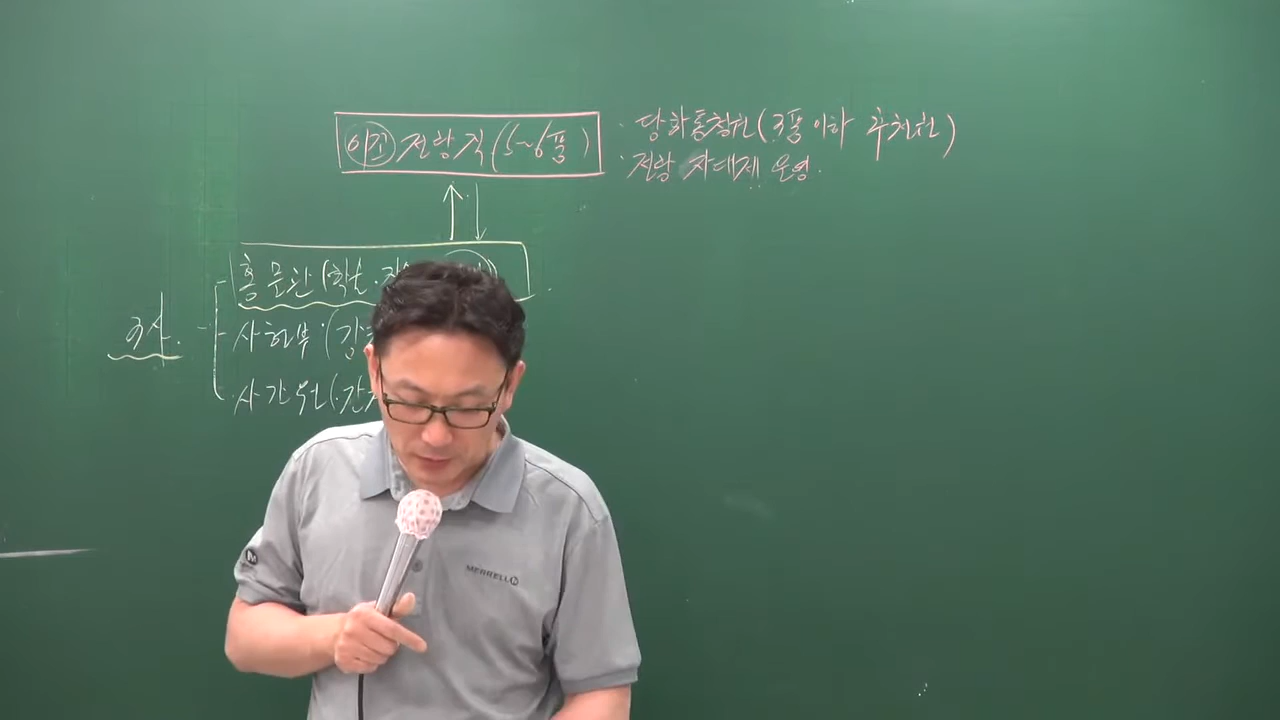 이조 전랑직(5~6품)
· 당하통청권(3품 이하 추천권)
· 전랑 자대제 운영.
홍문관(학술·
3사.
사헌부·(감
사간원(간
MERRELL